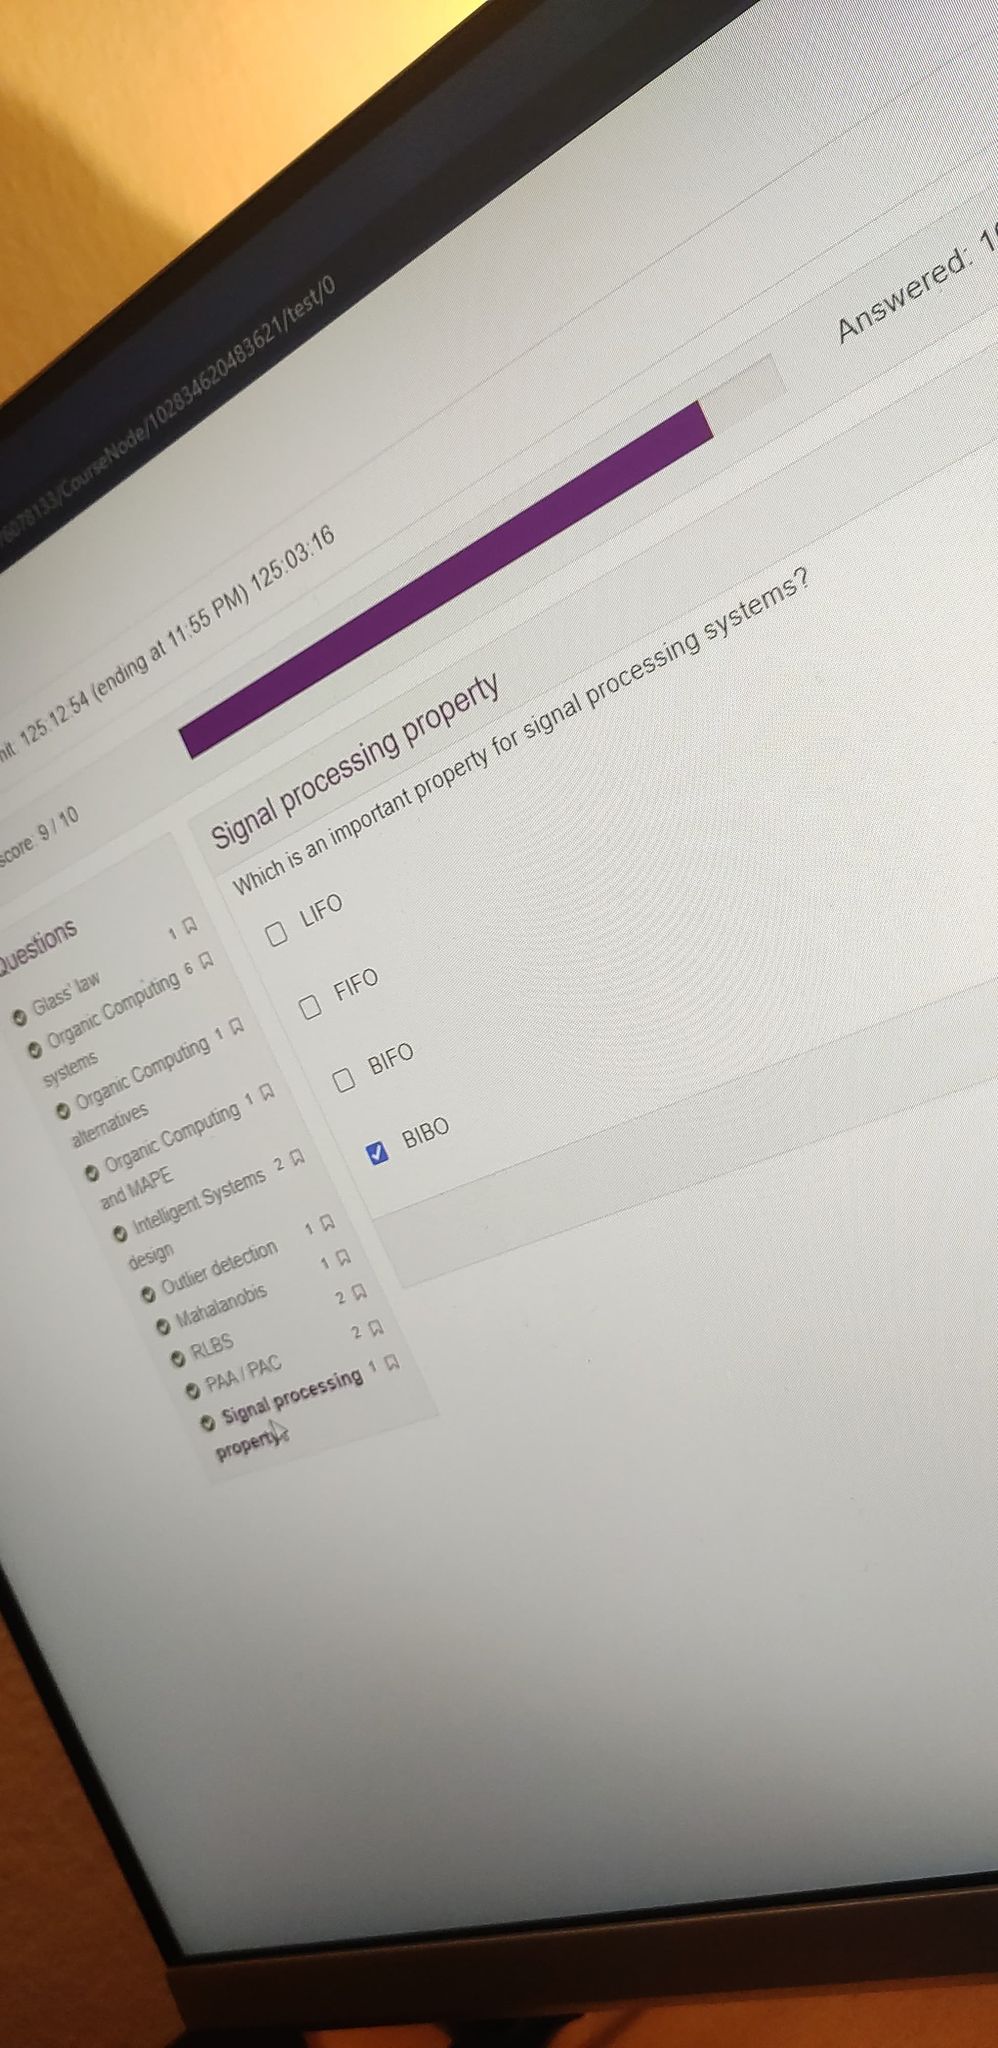 6078133/CourseNode/102834620483621/test/0
125:12:54 (ending at 11:55 PM) 125:03:16
score: 9 / 10
Answered:
Questions
Glass' law 1
Organic Computing 6
systems
Organic Computing 1
alternatives
Organic Computing 1
and MAPE
Intelligent Systems 2
design
Outlier detection 1
Mahalanobis 1
RLBS 2
PAA / PAC 2
Signal processing 1
property
Signal processing property
Which is an important property for signal processing systems?
LIFO
FIFO
BIFO
BIBO